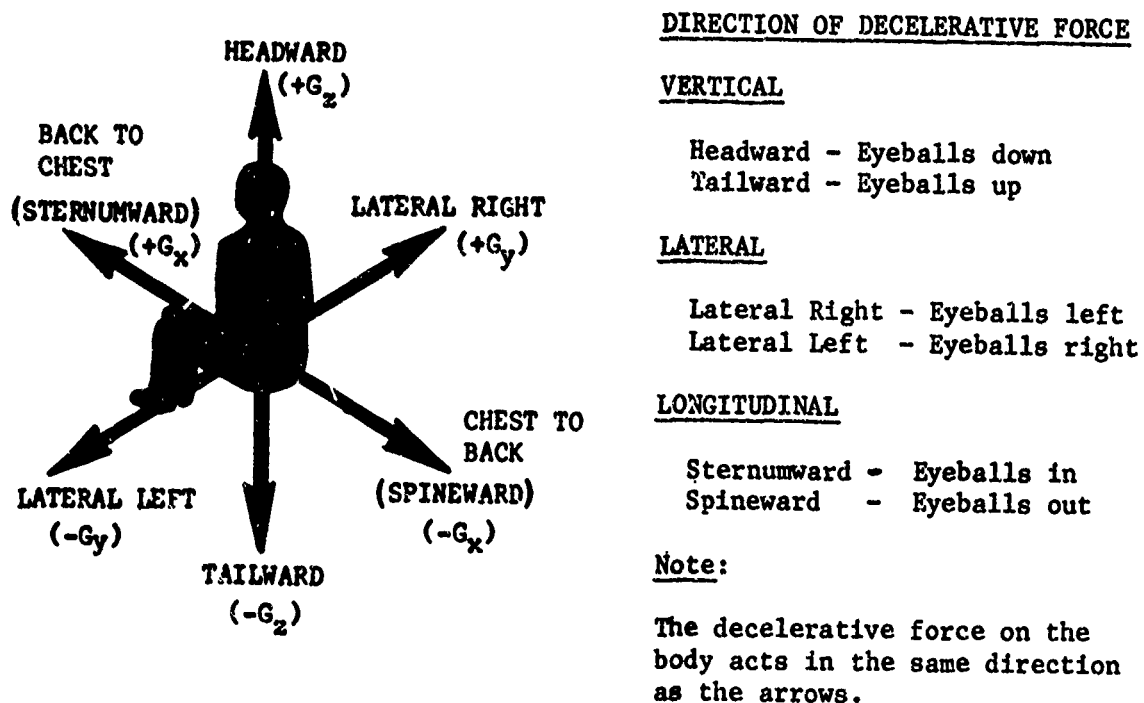 HEADWARD
(+Gz)
BACK TO
CHEST
(STERNUMWARD)
(+Gx)
LATERAL RIGHT
(+Gy)
CHEST TO
BACK
(SPINEWARD)
(-Gx)
LATERAL LEFT
(-Gy)
TAILWARD
(-Gz)
DIRECTION OF DECELERATIVE FORCE
VERTICAL
Headward - Eyeballs down
Tailward - Eyeballs up
LATERAL
Lateral Right - Eyeballs left
Lateral Left - Eyeballs right
LONGITUDINAL
Sternumward - Eyeballs in
Spineward - Eyeballs out
Note:
The decelerative force on the
body acts in the same direction
as the arrows.